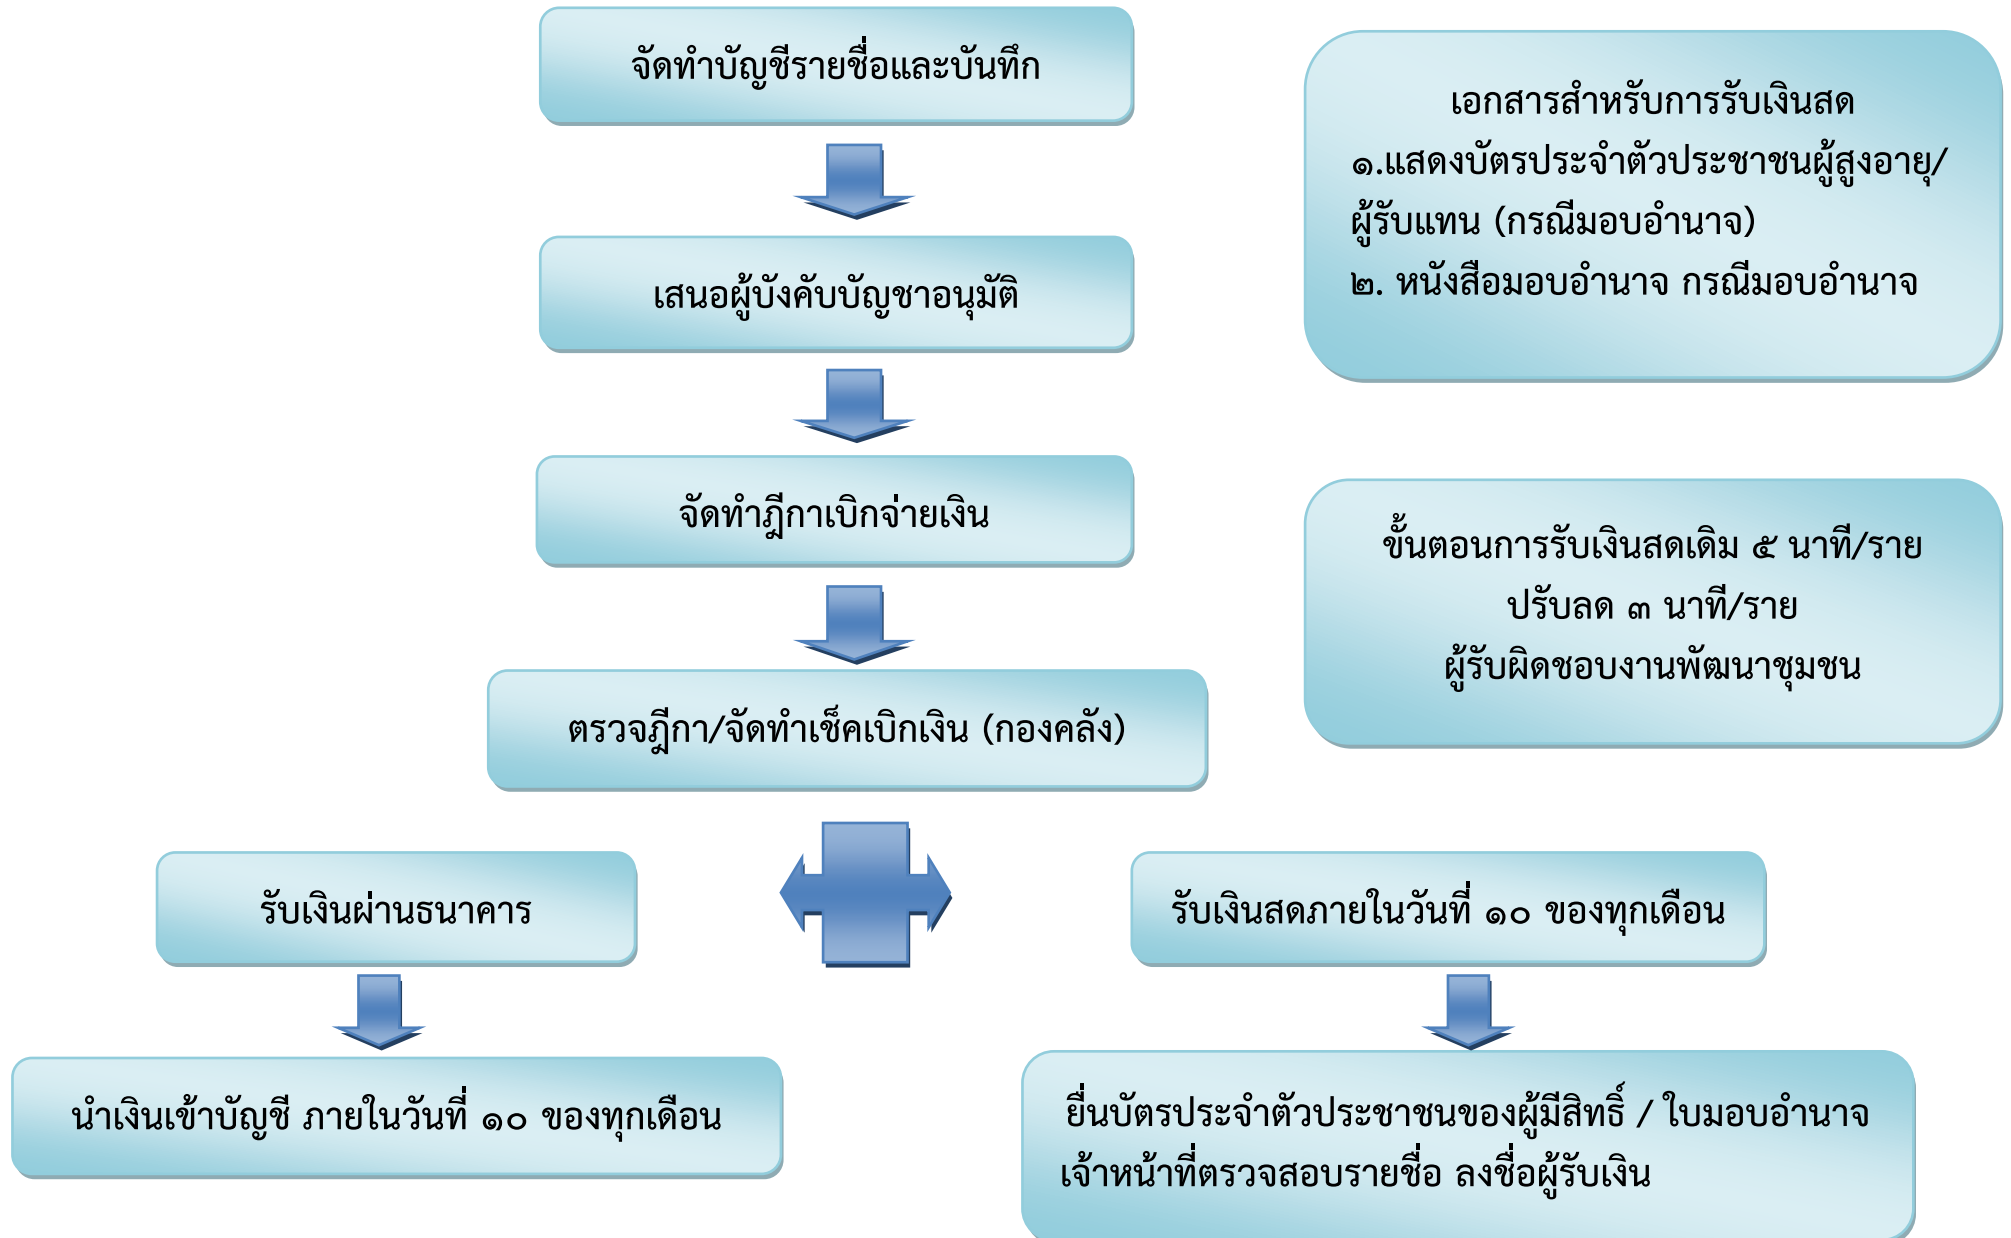 จัดทำบัญชีรายชื่อและบันทึก
เสนอผู้บังคับบัญชาอนุมัติ
จัดทำฎีกาเบิกจ่ายเงิน
ตรวจฎีกา/จัดทำเช็คเบิกเงิน (กองคลัง)
รับเงินผ่านธนาคาร
นำเงินเข้าบัญชี ภายในวันที่ ๑๐ ของทุกเดือน
รับเงินสดภายในวันที่ ๑๐ ของทุกเดือน
ยื่นบัตรประจำตัวประชาชนของผู้มีสิทธิ์ / ใบมอบอำนาจ
เจ้าหน้าที่ตรวจสอบรายชื่อ ลงชื่อผู้รับเงิน
เอกสารสำหรับการรับเงินสด
๑.แสดงบัตรประจำตัวประชาชนผู้สูงอายุ/
ผู้รับแทน (กรณีมอบอำนาจ)
๒. หนังสือมอบอำนาจ กรณีมอบอำนาจ
ขั้นตอนการรับเงินสดเดิม ๕ นาที/ราย
ปรับลด ๓ นาที/ราย
ผู้รับผิดชอบงานพัฒนาชุมชน